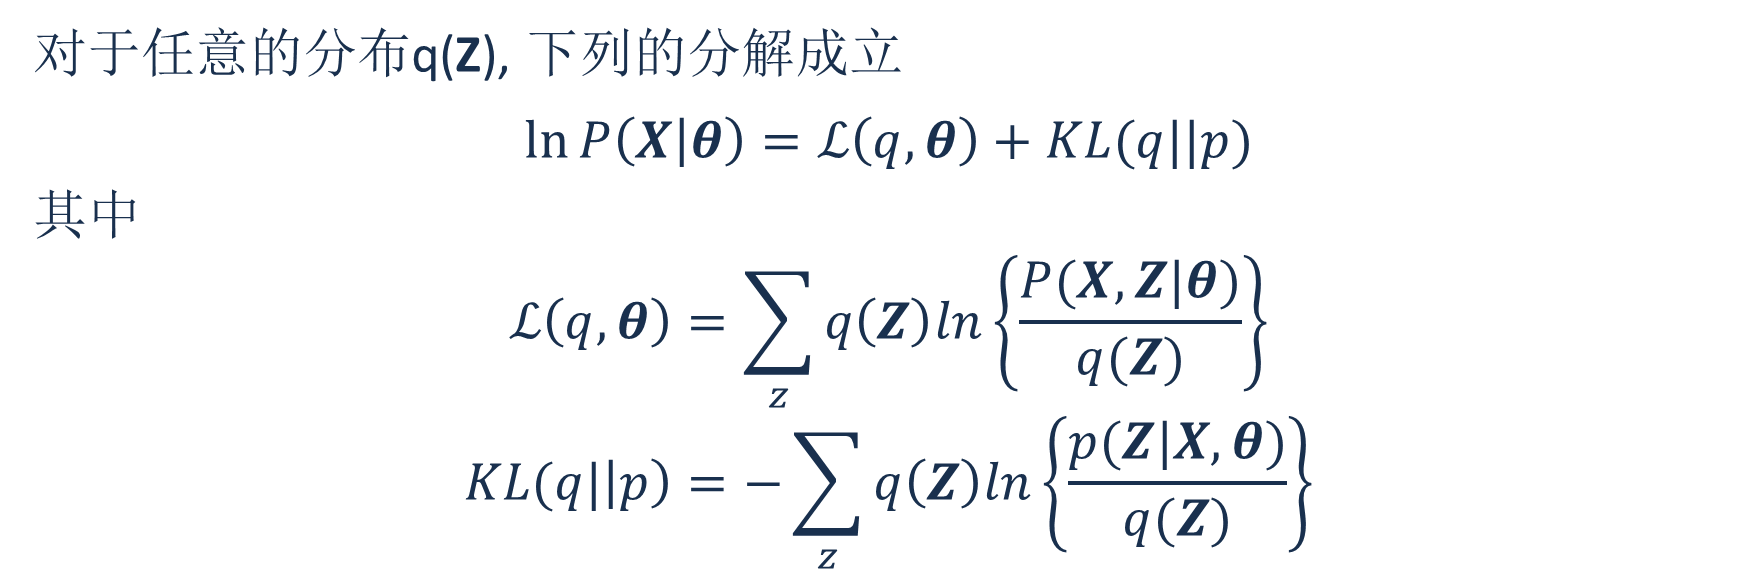 对于任意的分布q(Z), 下列的分解成立
ln P(X|θ) = ℒ(q, θ) + KL(q||p)
其中
ℒ(q, θ) = ∑_z q(Z)ln{P(X, Z|θ)/q(Z)}
KL(q||p) = −∑_z q(Z)ln{p(Z|X, θ)/q(Z)}